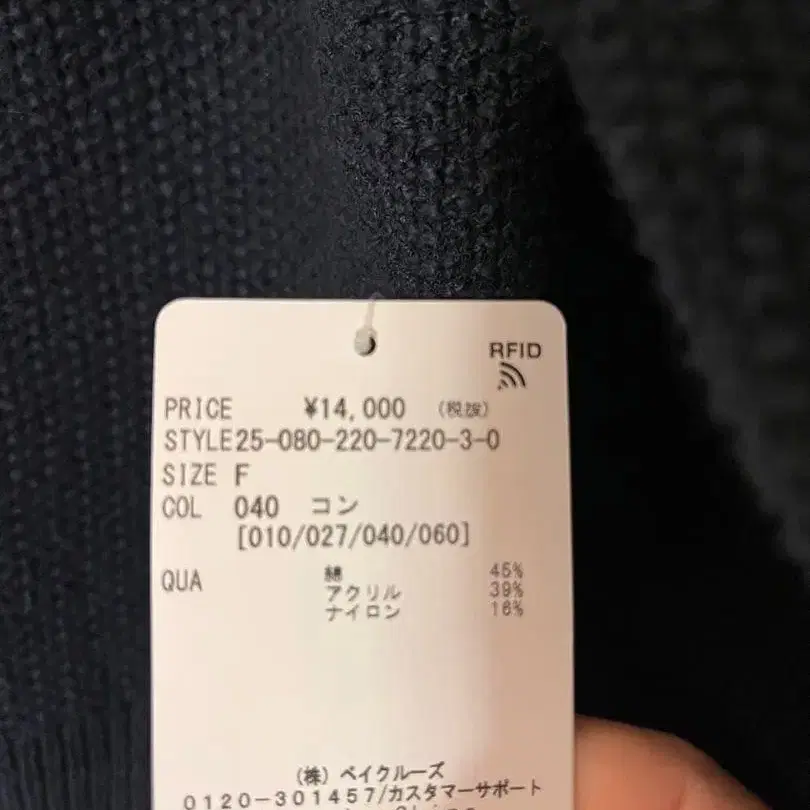 RFID
PRICE ¥14,000 (税抜)
STYLE 25-080-220-7220-3-0
SIZE F
COL 040 コン
[010/027/040/060]
QUA 綿 45%
アクリル 39%
ナイロン 16%
(株) ベイクルーズ
0120-301457/カスタマーサポート